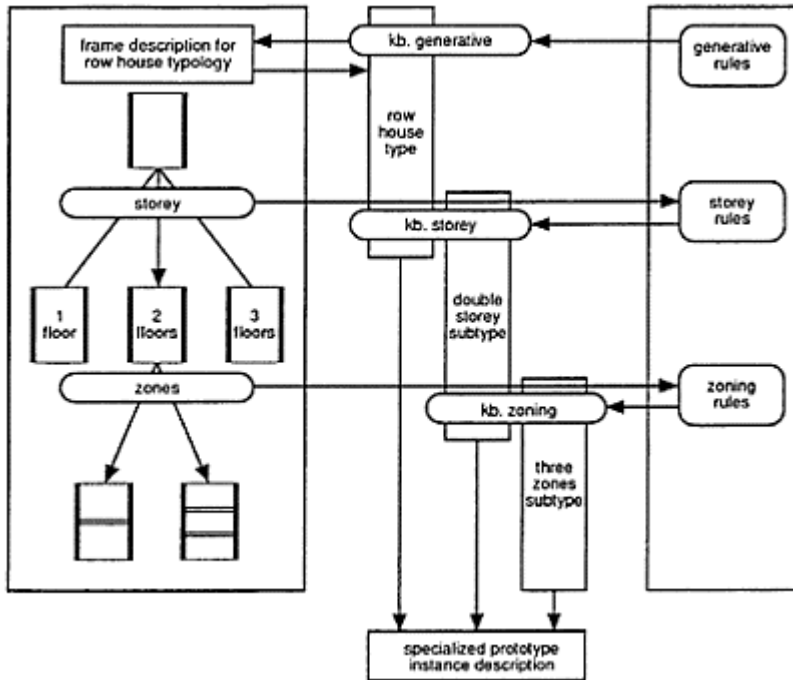 frame description for
row house typology
kb. generative
generative
rules
row
house
type
storey
kb. storey
storey
rules
1
floor
2
floors
3
floors
double
storey
subtype
zones
kb. zoning
zoning
rules
three
zones
subtype
specialized prototype
instance description